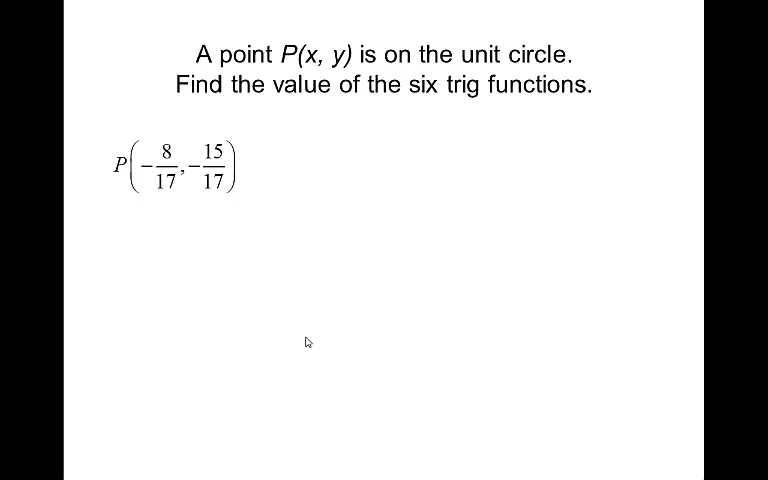 A point P(x, y) is on the unit circle.
Find the value of the six trig functions.
P(−8/17, −15/17)